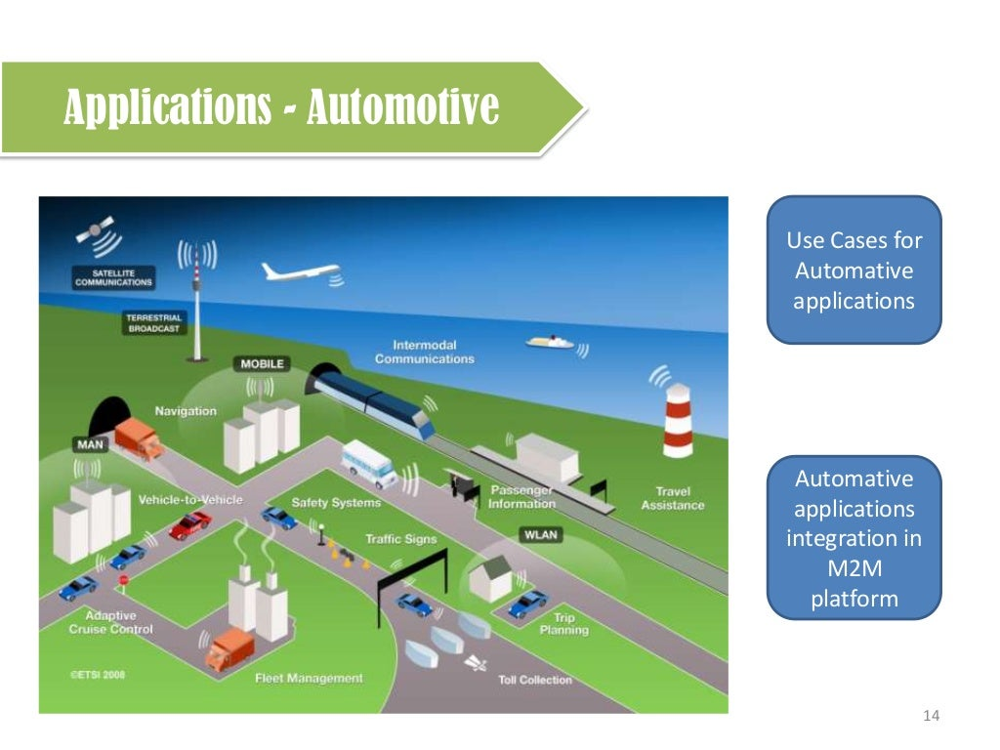 Applications - Automotive
SATELLITE
COMMUNICATIONS
TERRESTRIAL
BROADCAST
MOBILE
Intermodal
Communications
Navigation
MAN
Vehicle-to-Vehicle
Safety Systems
Passenger
Information
Travel
Assistance
Traffic Signs
WLAN
Adaptive
Cruise Control
Trip
Planning
©ETSI 2008
Fleet Management
Toll Collection
Use Cases for
Automative
applications
Automative
applications
integration in
M2M
platform
14